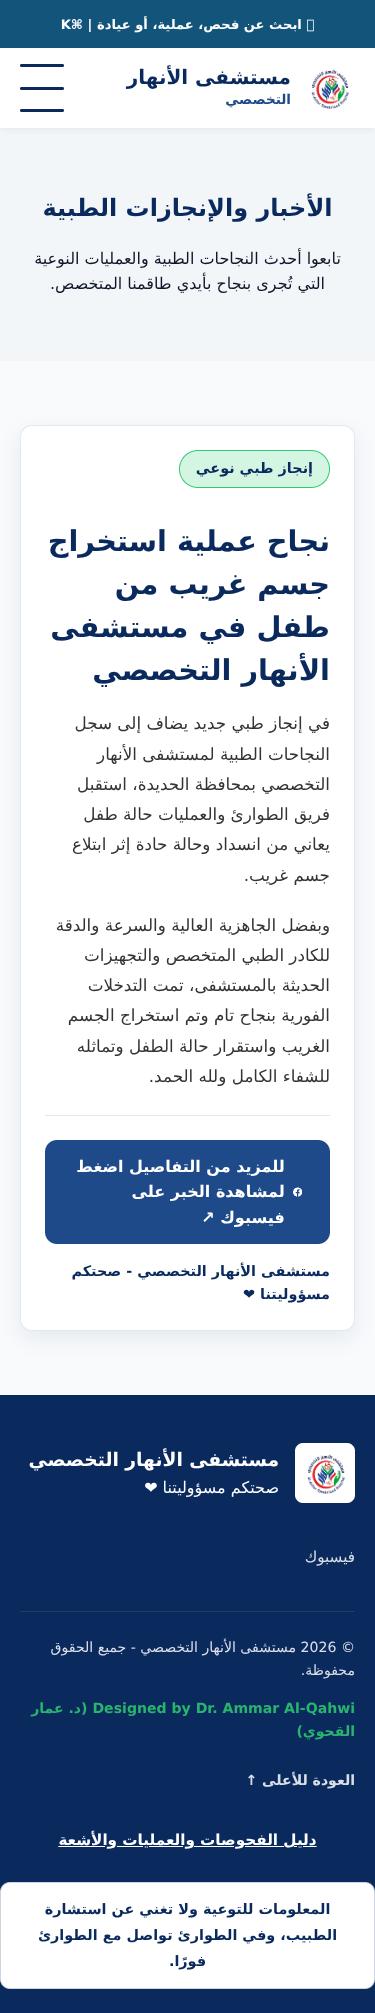 ابحث عن فحص، عملية، أو عيادة | ⌘K
مستشفى الأنهار
التخصصي
الأخبار والإنجازات الطبية
تابعوا أحدث النجاحات الطبية والعمليات النوعية
التي تُجرى بنجاح بأيدي طاقمنا المتخصص.
إنجاز طبي نوعي
نجاح عملية استخراج
جسم غريب من
طفل في مستشفى
الأنهار التخصصي
في إنجاز طبي جديد يضاف إلى سجل
النجاحات الطبية لمستشفى الأنهار
التخصصي بمحافظة الحديدة، استقبل
فريق الطوارئ والعمليات حالة طفل
يعاني من انسداد وحالة حادة إثر ابتلاع
جسم غريب.
وبفضل الجاهزية العالية والسرعة والدقة
للكادر الطبي المتخصص والتجهيزات
الحديثة بالمستشفى، تمت التدخلات
الفورية بنجاح تام وتم استخراج الجسم
الغريب واستقرار حالة الطفل وتماثله
للشفاء الكامل ولله الحمد.
للمزيد من التفاصيل اضغط
لمشاهدة الخبر على
فيسبوك ↗
مستشفى الأنهار التخصصي - صحتكم
مسؤوليتنا ❤
مستشفى الأنهار التخصصي
صحتكم مسؤوليتنا ❤
فيسبوك
© 2026 مستشفى الأنهار التخصصي - جميع الحقوق
محفوظة.
Designed by Dr. Ammar Al-Qahwi (د. عمار
القحوي)
العودة للأعلى ↑
دليل الفحوصات والعمليات والأشعة
المعلومات للتوعية ولا تغني عن استشارة
الطبيب، وفي الطوارئ تواصل مع الطوارئ
فورًا.